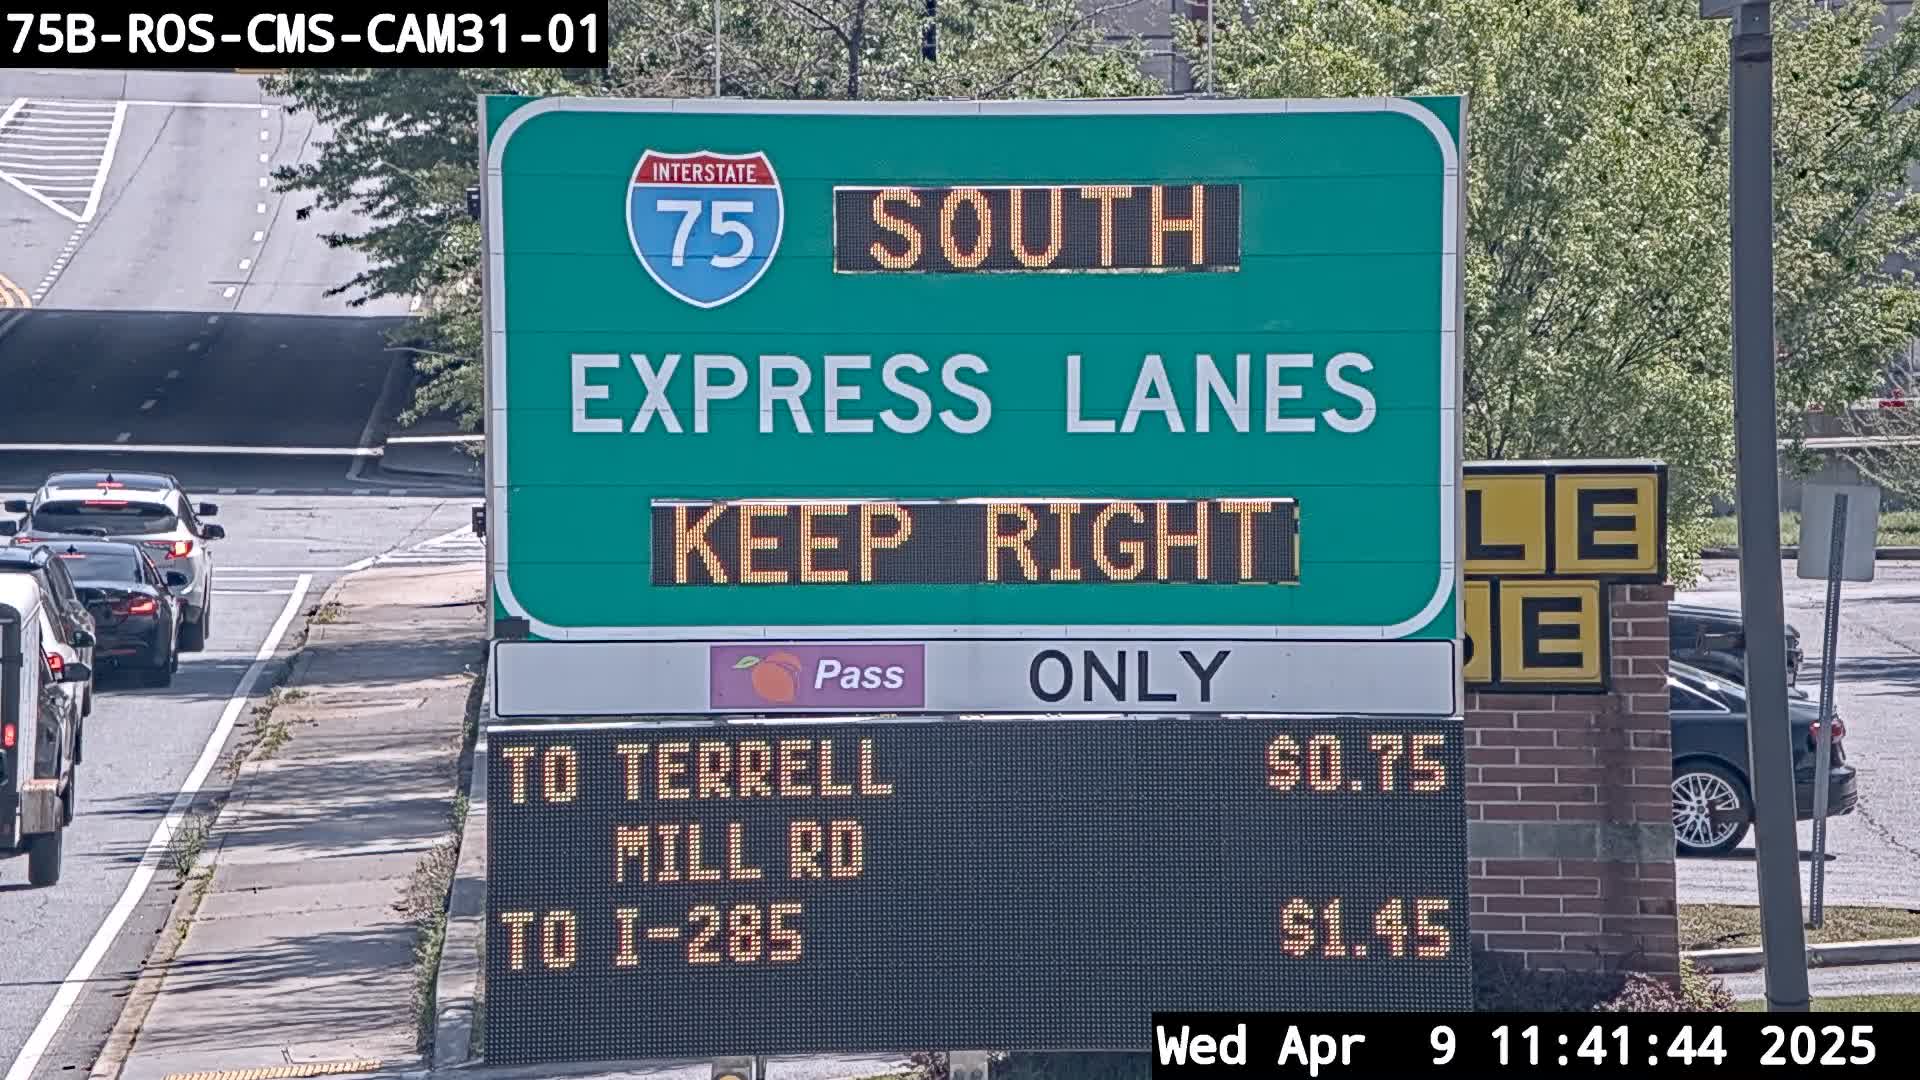 75B-ROS-CMS-CAM31-01
INTERSTATE
75
SOUTH
EXPRESS LANES
KEEP RIGHT
Pass ONLY
TO TERRELL $0.75
MILL RD
TO I-285 $1.45
LE
E
Wed Apr 9 11:41:44 2025